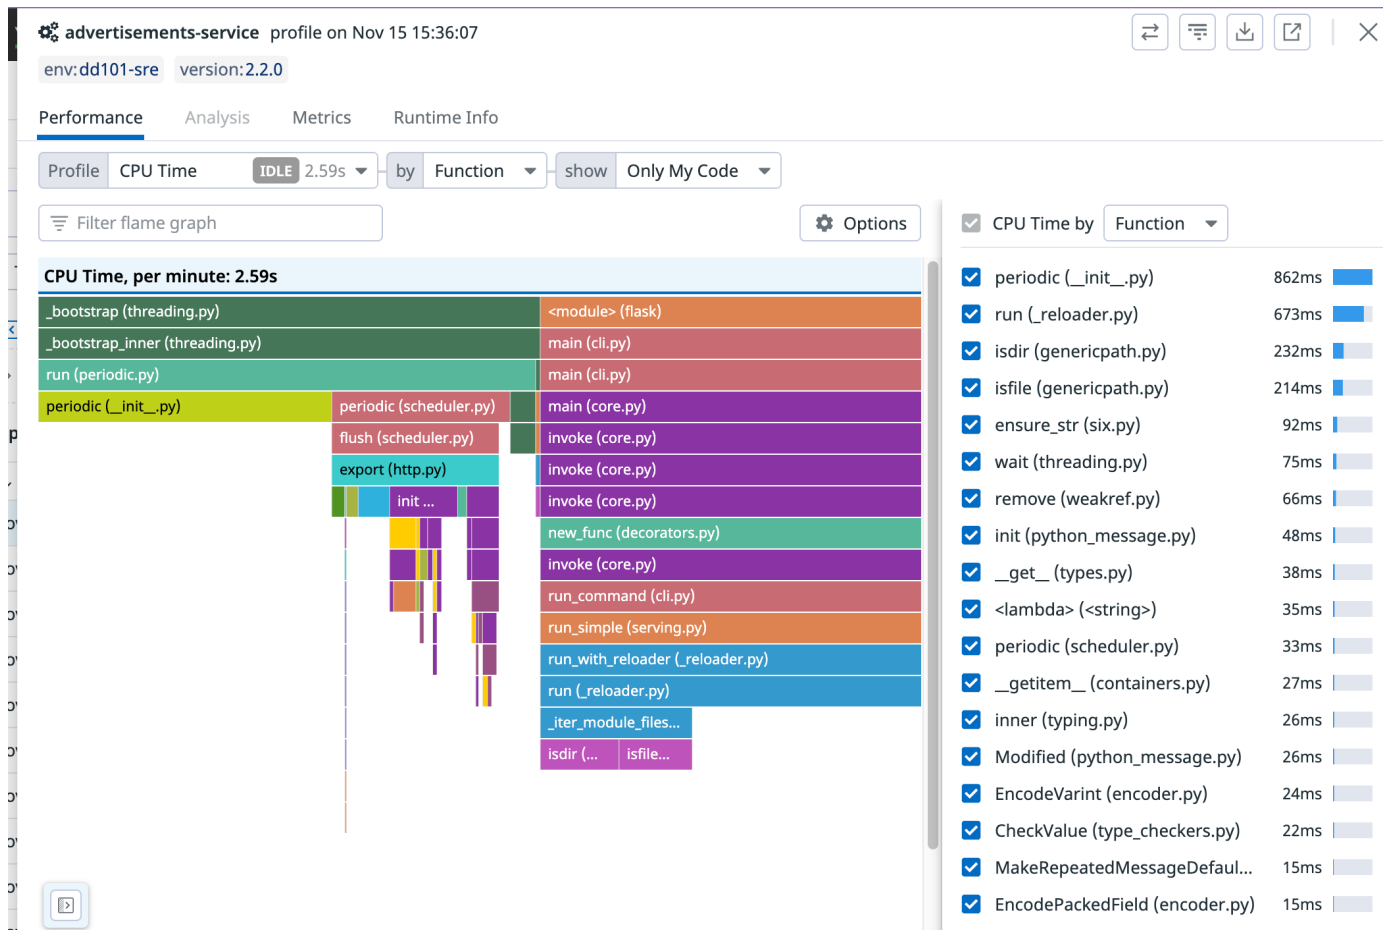 advertisements-service profile on Nov 15 15:36:07
env:dd101-sre version:2.2.0
Performance Analysis Metrics Runtime Info
Profile CPU Time IDLE 2.59s by Function show Only My Code
Filter flame graph
Options
CPU Time, per minute: 2.59s
_bootstrap (threading.py) <module> (flask)
_bootstrap_inner (threading.py) main (cli.py)
run (periodic.py) main (cli.py)
periodic (__init__.py) periodic (scheduler.py) main (core.py)
flush (scheduler.py) invoke (core.py)
export (http.py) invoke (core.py)
init ... invoke (core.py)
new_func (decorators.py)
invoke (core.py)
run_command (cli.py)
run_simple (serving.py)
run_with_reloader (_reloader.py)
run (_reloader.py)
_iter_module_files...
isdir (... isfile...
CPU Time by Function
periodic (__init__.py) 862ms
run (_reloader.py) 673ms
isdir (genericpath.py) 232ms
isfile (genericpath.py) 214ms
ensure_str (six.py) 92ms
wait (threading.py) 75ms
remove (weakref.py) 66ms
init (python_message.py) 48ms
__get__ (types.py) 38ms
<lambda> (<string>) 35ms
periodic (scheduler.py) 33ms
__getitem__ (containers.py) 27ms
inner (typing.py) 26ms
Modified (python_message.py) 26ms
EncodeVarint (encoder.py) 24ms
CheckValue (type_checkers.py) 22ms
MakeRepeatedMessageDefaul... 15ms
EncodePackedField (encoder.py) 15ms